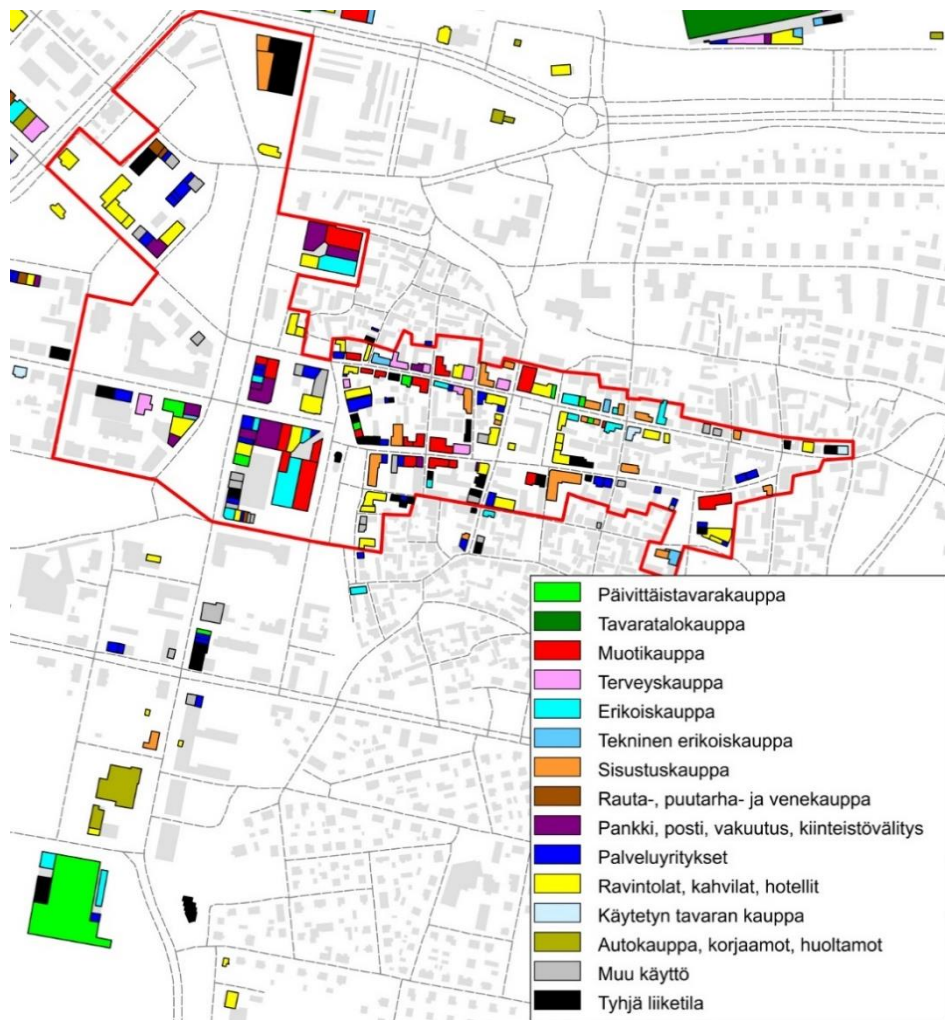 Päivittäistavarakauppa
Tavaratalokauppa
Muotikauppa
Terveyskauppa
Erikoiskauppa
Tekninen erikoiskauppa
Sisustuskauppa
Rauta-, puutarha- ja venekauppa
Pankki, posti, vakuutus, kiinteistövälitys
Palveluyritykset
Ravintolat, kahvilat, hotellit
Käytetyn tavaran kauppa
Autokauppa, korjaamot, huoltamot
Muu käyttö
Tyhjä liiketila